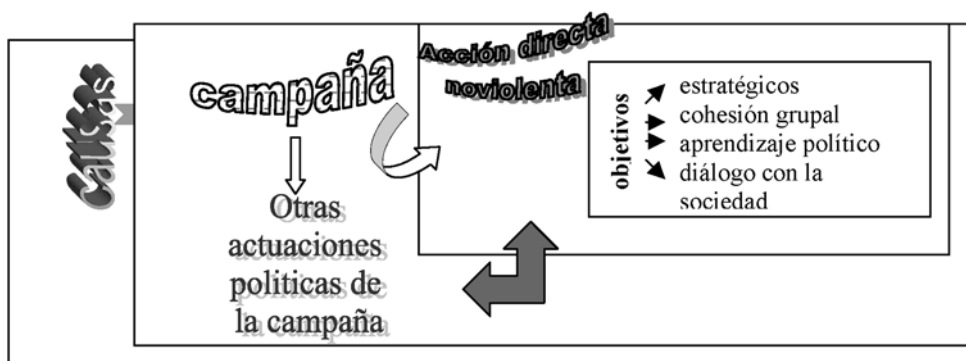 Causas
campaña
Otras
actuaciones
politicas de
la campaña
Acción directa
noviolenta
objetivos
estratégicos
cohesión grupal
aprendizaje político
diálogo con la
sociedad